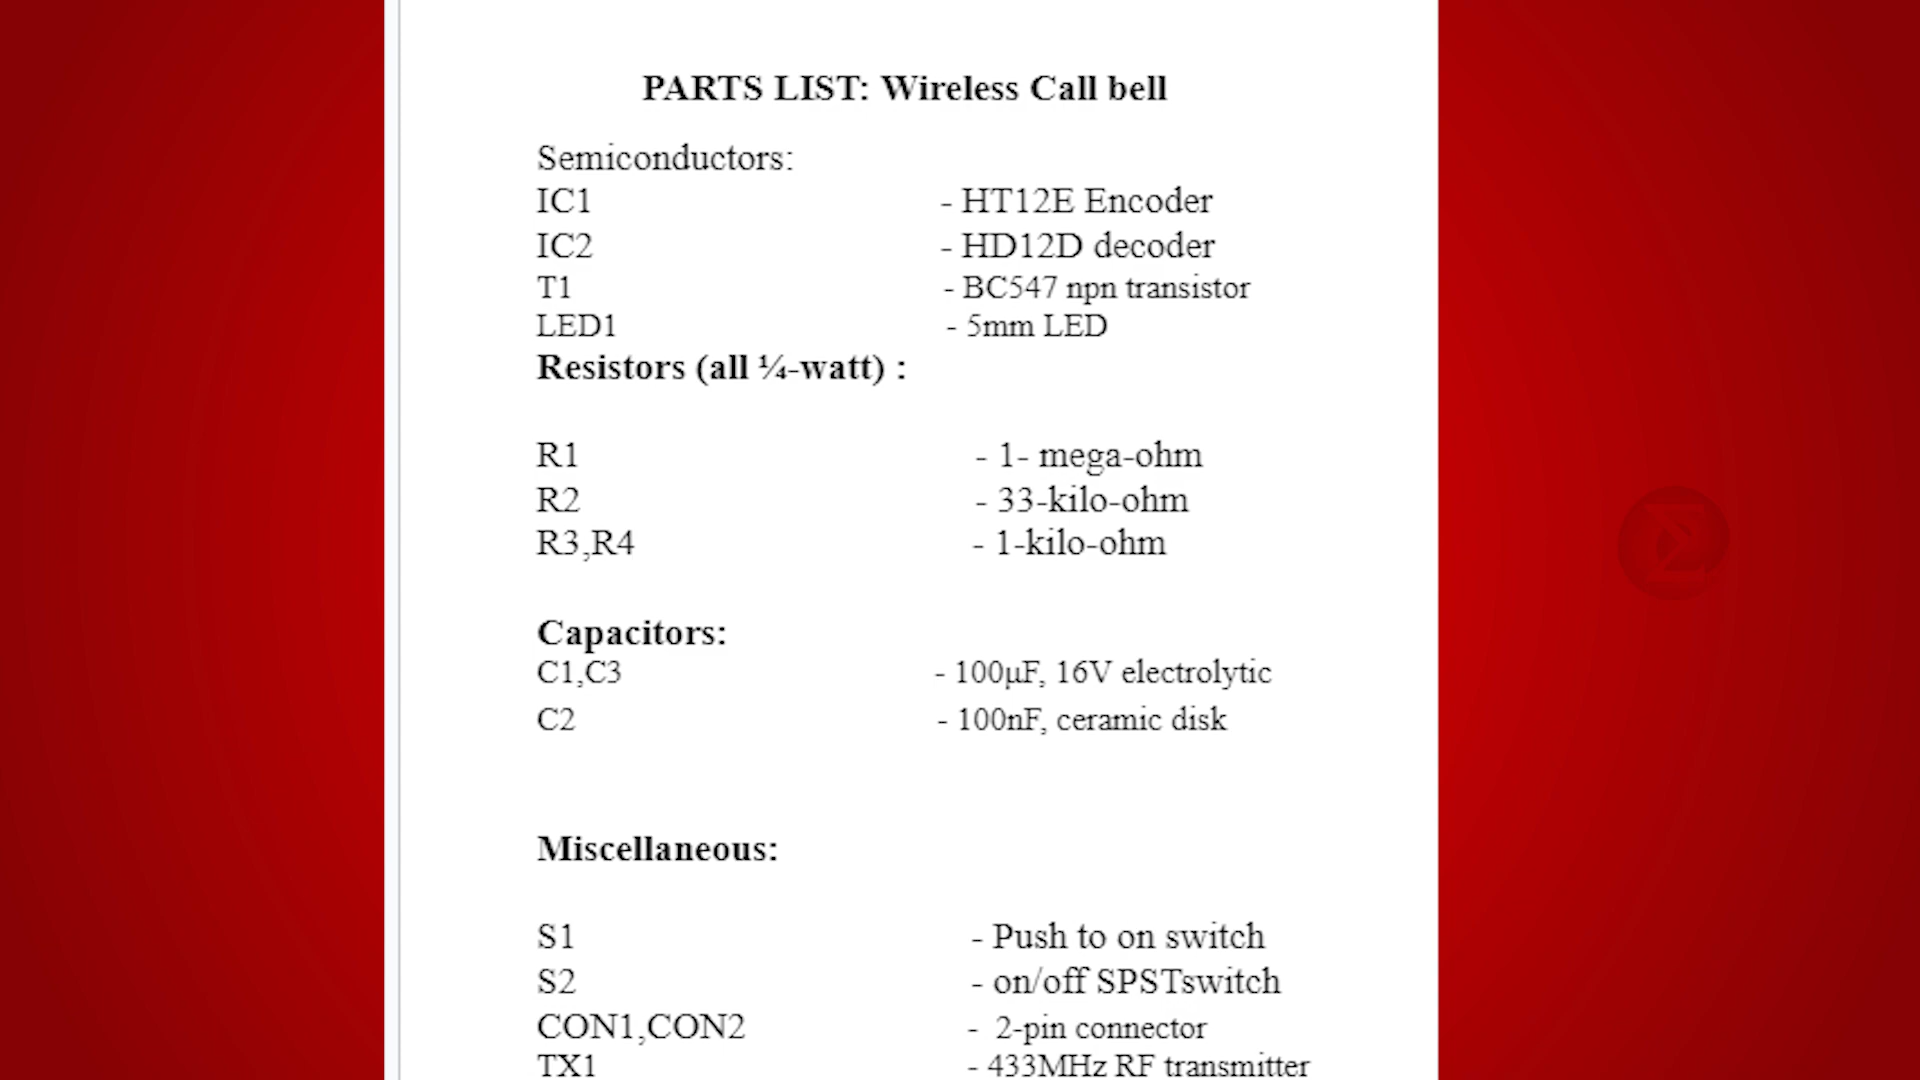 PARTS LIST: Wireless Call bell
Semiconductors:
IC1 - HT12E Encoder
IC2 - HD12D decoder
T1 - BC547 npn transistor
LED1 - 5mm LED
Resistors (all ¼-watt) :
R1 - 1- mega-ohm
R2 - 33-kilo-ohm
R3,R4 - 1-kilo-ohm
Capacitors:
C1,C3 - 100µF, 16V electrolytic
C2 - 100nF, ceramic disk
Miscellaneous:
S1 - Push to on switch
S2 - on/off SPSTswitch
CON1,CON2 - 2-pin connector
TX1 - 433MHz RF transmitter